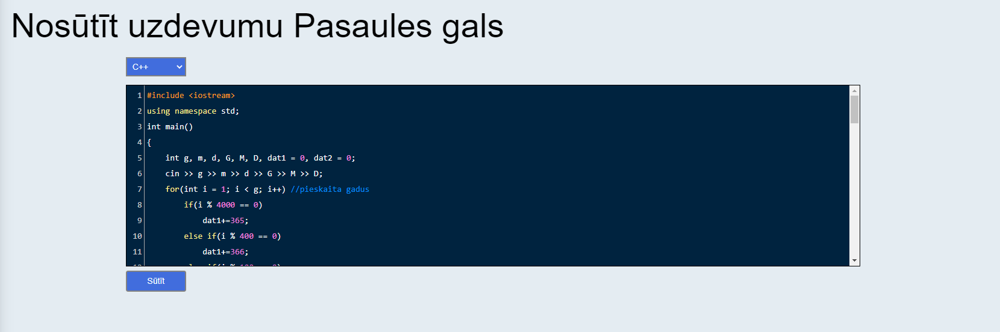 Nosūtīt uzdevumu Pasaules gals
C++
1 #include <iostream>
2 using namespace std;
3 int main()
4 {
5     int g, m, d, G, M, D, dat1 = 0, dat2 = 0;
6     cin >> g >> m >> d >> G >> M >> D;
7     for(int i = 1; i < g; i++) //pieskaita gadus
8         if(i % 4000 == 0)
9             dat1+=365;
10         else if(i % 400 == 0)
11             dat1+=366;
Sūtīt